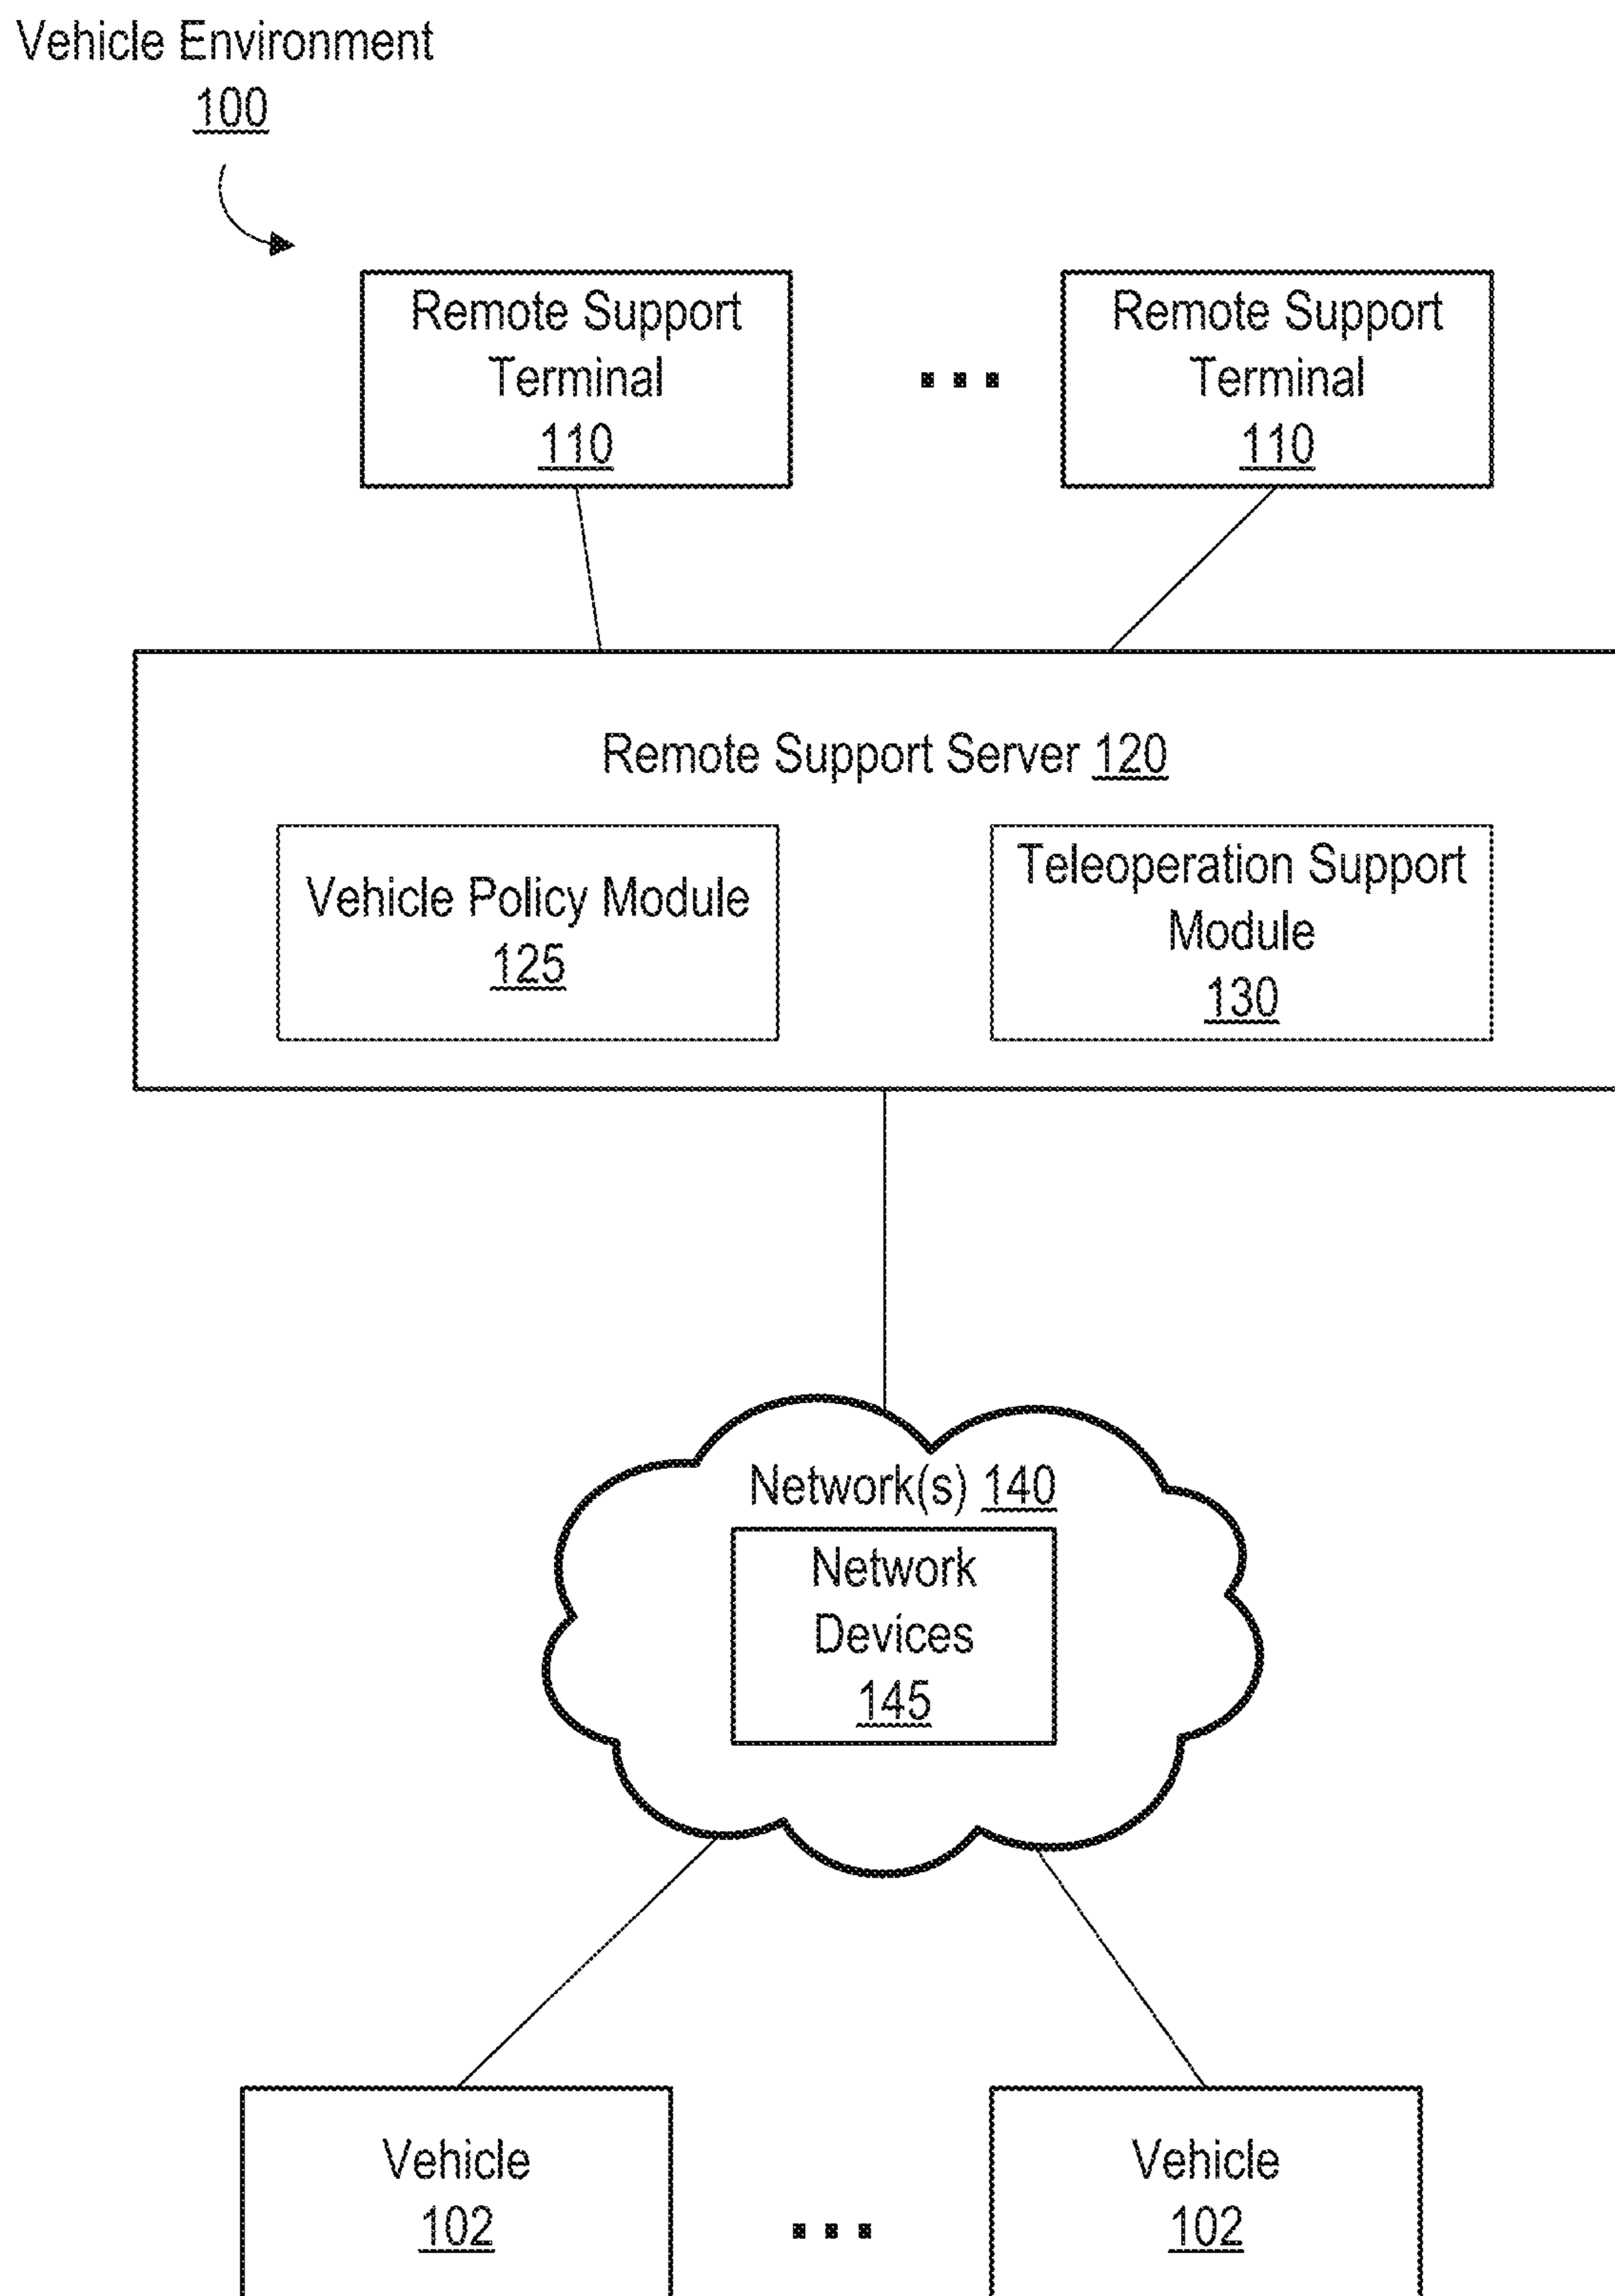 Vehicle Environment
100
Remote Support
Terminal
110
...
Remote Support
Terminal
110
Remote Support Server 120
Vehicle Policy Module
125
Teleoperation Support
Module
130
Network(s) 140
Network
Devices
145
Vehicle
102
...
Vehicle
102